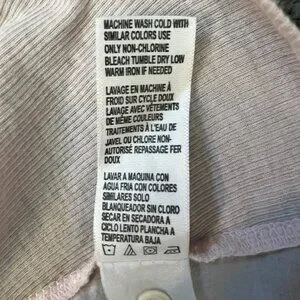 MACHINE WASH COLD WITH
SIMILAR COLORS USE
ONLY NON-CHLORINE
BLEACH TUMBLE DRY LOW
WARM IRON IF NEEDED
LAVAGE EN MACHINE À
FROID SUR CYCLE DOUX
LAVAGE AVEC VÊTEMENTS
DE MÊME COULEURS
TRAITEMENTS À L'EAU DE
JAVEL OU CHLORE NON-
AUTORISÉ REPASSAGE FER
DOUX
LAVAR A MAQUINA CON
AGUA FRIA CON COLORES
SIMILARES SOLO
BLANQUEADOR SIN CLORO
SECAR EN SECADORA A
CICLO LENTO PLANCHA A
TEMPERATURA BAJA